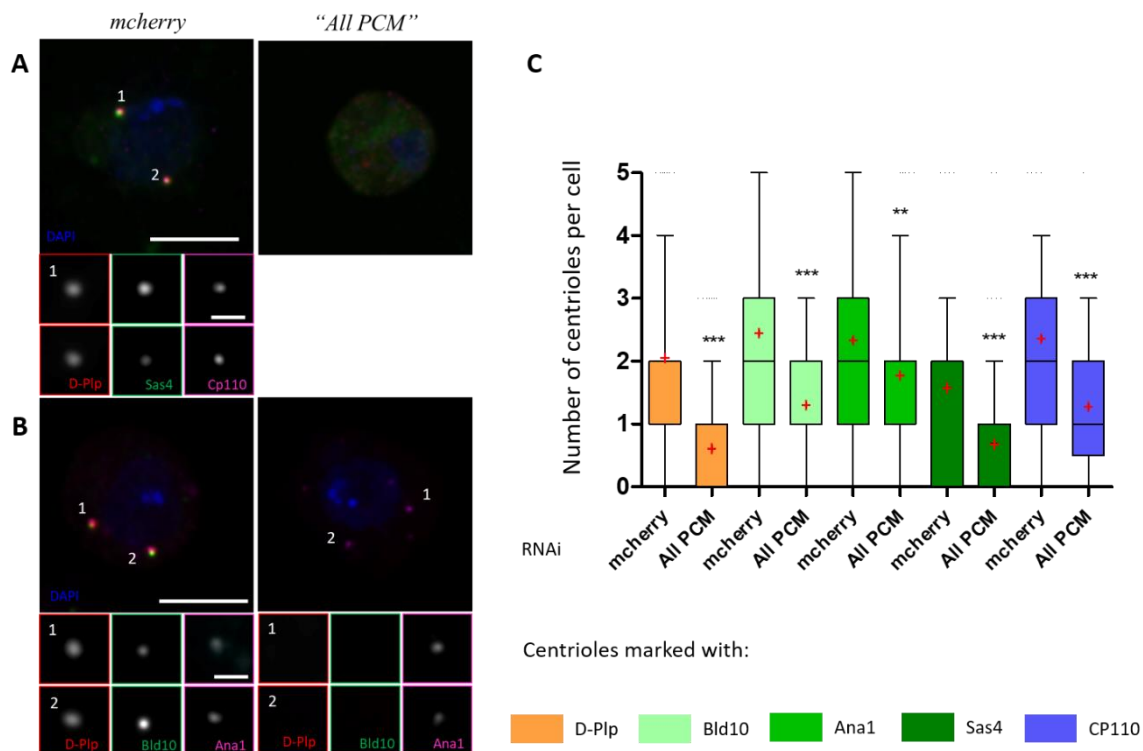 mcherry
"All PCM"
A
1
2
DAPI
1
D-Plp
Sas4
Cp110
B
1
2
DAPI
1
2
1
2
D-Plp
Bld10
Ana1
1
2
D-Plp
Bld10
Ana1
C
Number of centrioles per cell
5
4
3
2
1
0
***
***
**
***
***
RNAi
mcherry
All PCM
mcherry
All PCM
mcherry
All PCM
mcherry
All PCM
mcherry
All PCM
Centrioles marked with:
D-Plp
Bld10
Ana1
Sas4
CP110